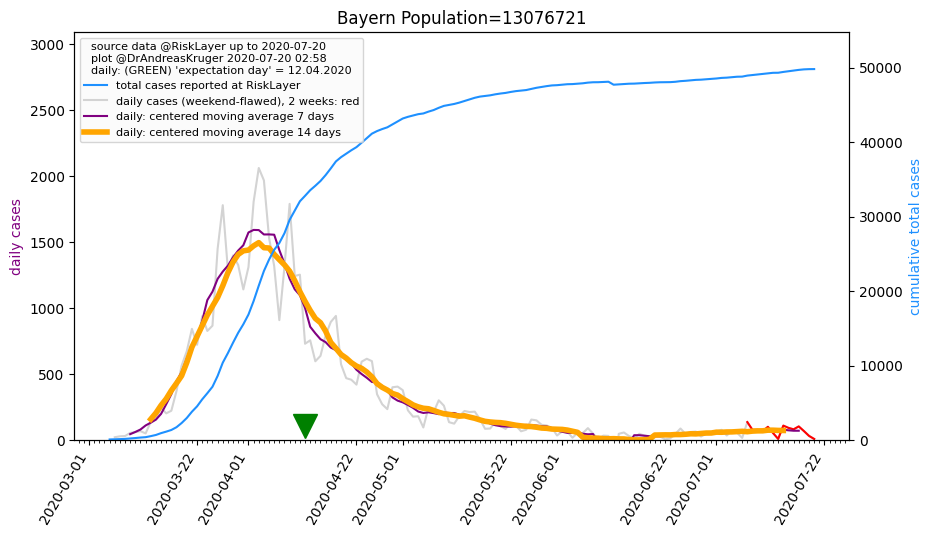 Bayern Population=13076721
source data @RiskLayer up to 2020-07-20
plot @DrAndreasKruger 2020-07-20 02:58
daily: (GREEN) 'expectation day' = 12.04.2020
total cases reported at RiskLayer
daily cases (weekend-flawed), 2 weeks: red
daily: centered moving average 7 days
daily: centered moving average 14 days
daily cases
3000
2500
2000
1500
1000
500
0
50000
40000
30000
20000
10000
0
cumulative total cases
2020-03-01
2020-03-22
2020-04-01
2020-04-22
2020-05-01
2020-05-22
2020-06-01
2020-06-22
2020-07-01
2020-07-22